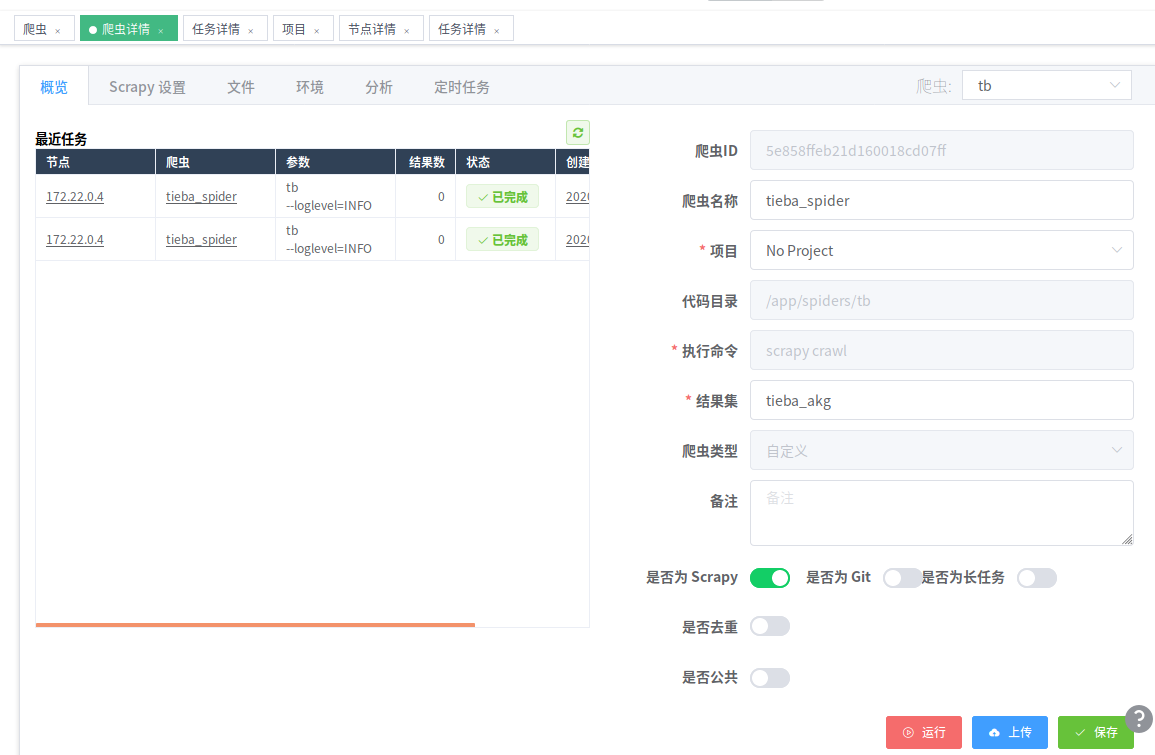 爬虫 × 爬虫详情 × 任务详情 × 项目 × 节点详情 × 任务详情 ×
概览 Scrapy 设置 文件 环境 分析 定时任务 爬虫: tb
最近任务
节点 爬虫 参数 结果数 状态 创建
172.22.0.4 tieba_spider tb
--loglevel=INFO 0 已完成 2020
172.22.0.4 tieba_spider tb
--loglevel=INFO 0 已完成 2020
爬虫ID 5e858ffeb21d160018cd07ff
爬虫名称 tieba_spider
* 项目 No Project
代码目录 /app/spiders/tb
* 执行命令 scrapy crawl
* 结果集 tieba_akg
爬虫类型 自定义
备注 备注
是否为 Scrapy 是否为 Git 是否为长任务
是否去重
是否公共
运行 上传 保存 ?